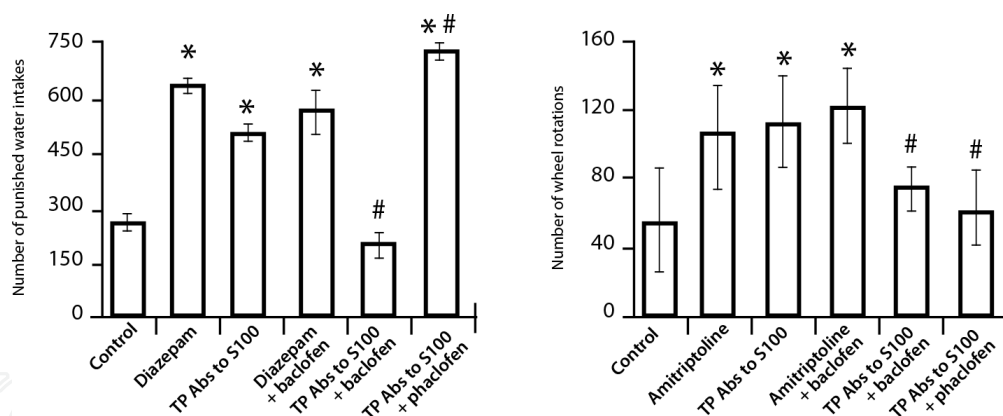 Number of punished water intakes
750
600
450
300
150
0
*
*
*
#
* #
Control
Diazepam
TP Abs to S100
Diazepam
+ baclofen
TP Abs to S100
+ baclofen
TP Abs to S100
+ phaclofen
Number of wheel rotations
160
120
80
40
0
*
*
*
#
#
Control
Amitriptoline
TP Abs to S100
Amitriptoline
+ baclofen
TP Abs to S100
+ baclofen
TP Abs to S100
+ phaclofen